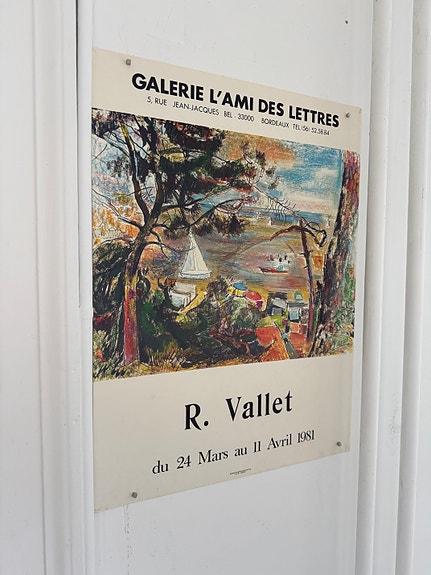 GALERIE L'AMI DES LETTRES
5, RUE JEAN-JACQUES BEL - 33000 BORDEAUX TEL (56) 52.58.84
R. Vallet
du 24 Mars au 11 Avril 1981